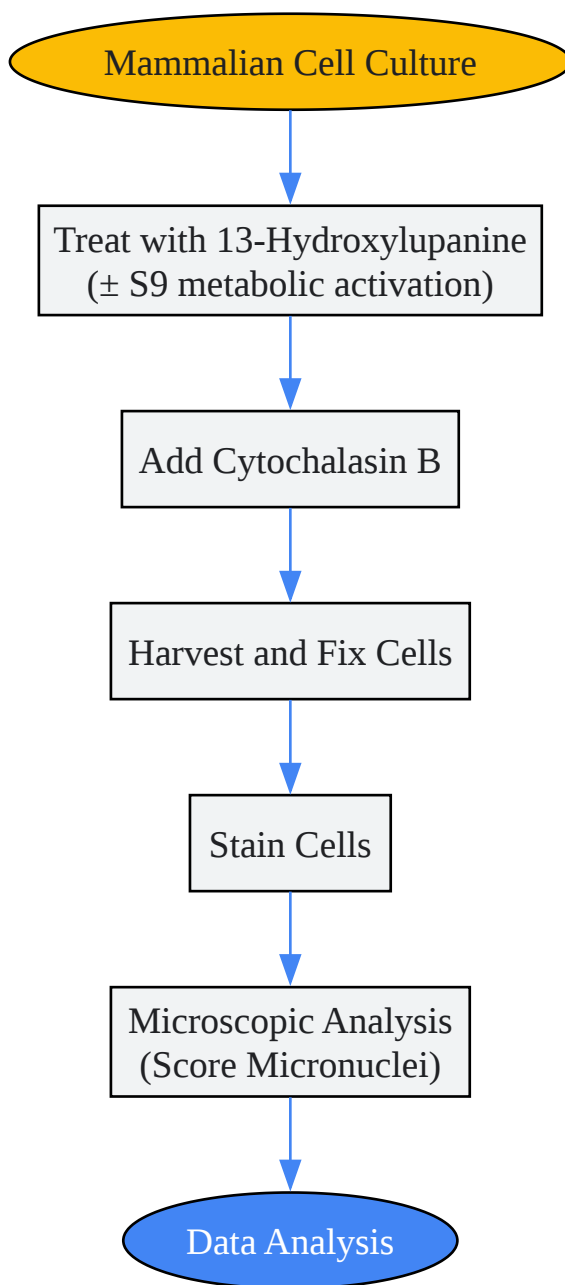 Mammalian Cell Culture
Treat with 13-Hydroxylupanine
(± S9 metabolic activation)
Add Cytochalasin B
Harvest and Fix Cells
Stain Cells
Microscopic Analysis
(Score Micronuclei)
Data Analysis